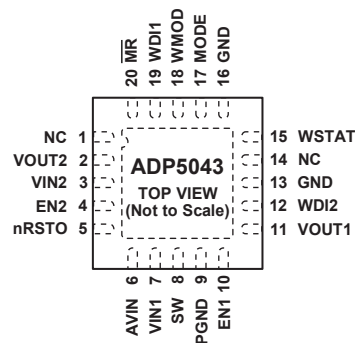 20 MR
19 WDI1
18 WMOD
17 MODE
16 GND
NC 1
VOUT2 2
VIN2 3
EN2 4
nRSTO 5
ADP5043
TOP VIEW
(Not to Scale)
15 WSTAT
14 NC
13 GND
12 WDI2
11 VOUT1
AVIN 6
VIN1 7
SW 8
PGND 9
EN1 10